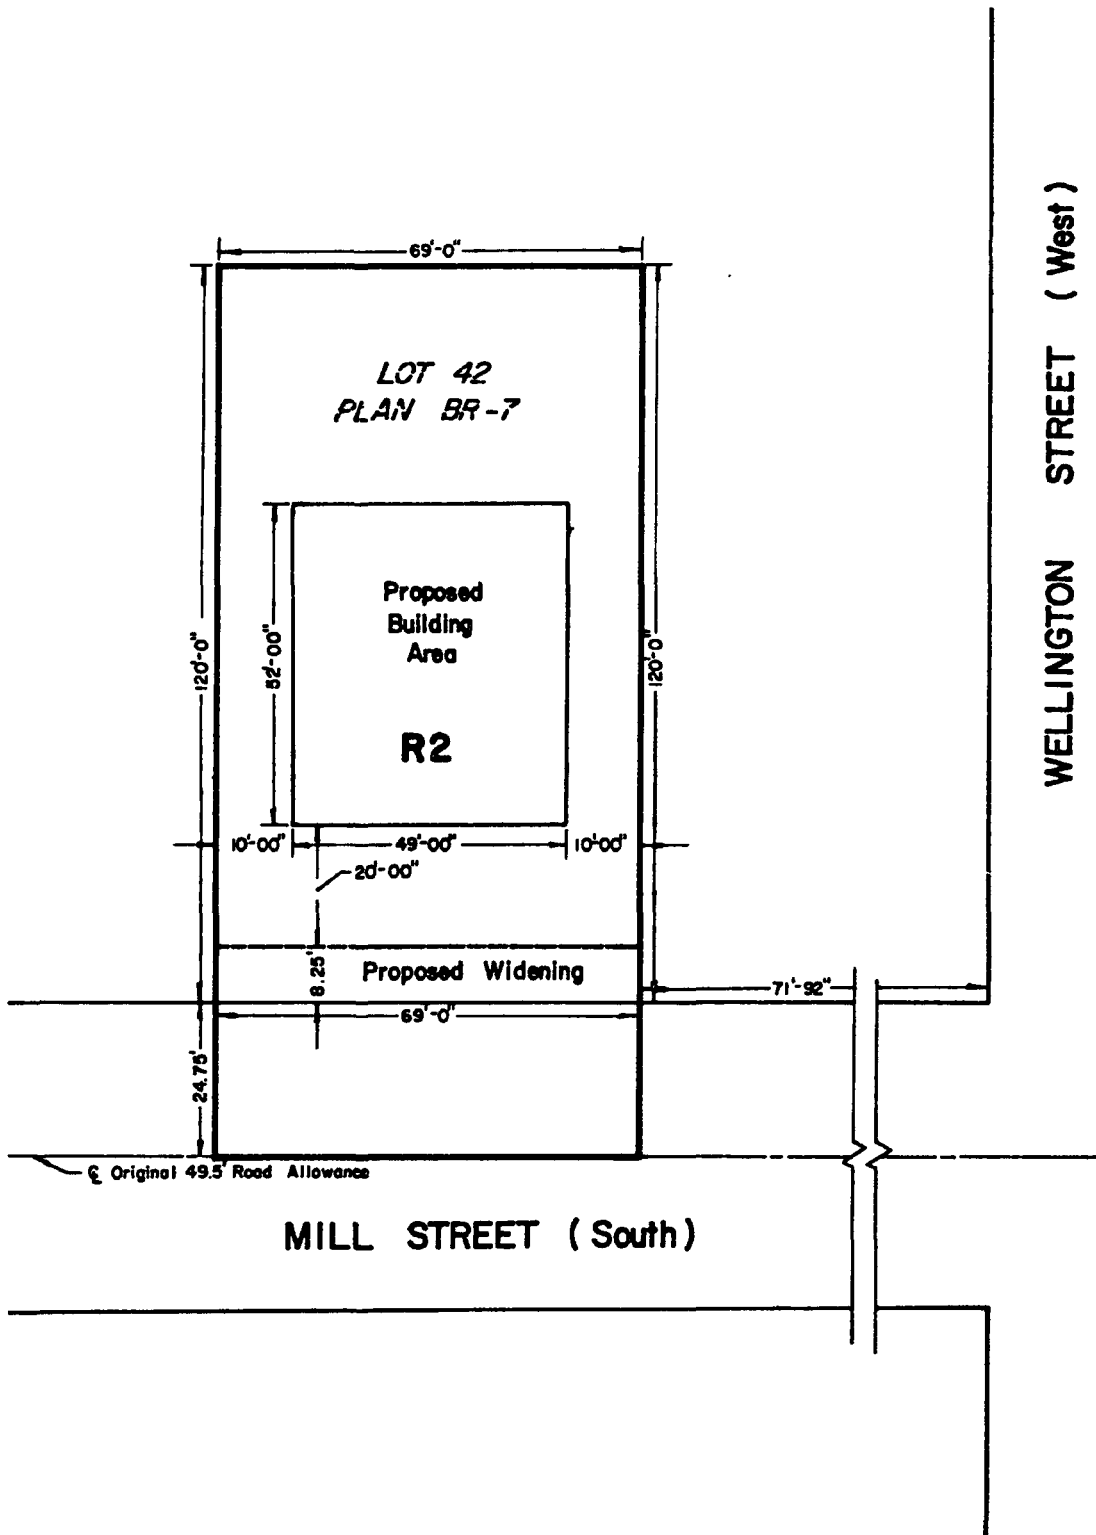 69'-0"
LOT 42
PLAN BR-7
Proposed
Building
Area
R2
120'-0"
52'-00"
120'-0"
10'-00"
49'-00"
10'-00"
20'-00"
8.25'
Proposed Widening
71'-92"
69'-0"
24.75'
℄ Original 49.5' Road Allowance
MILL STREET (South)
WELLINGTON STREET (West)